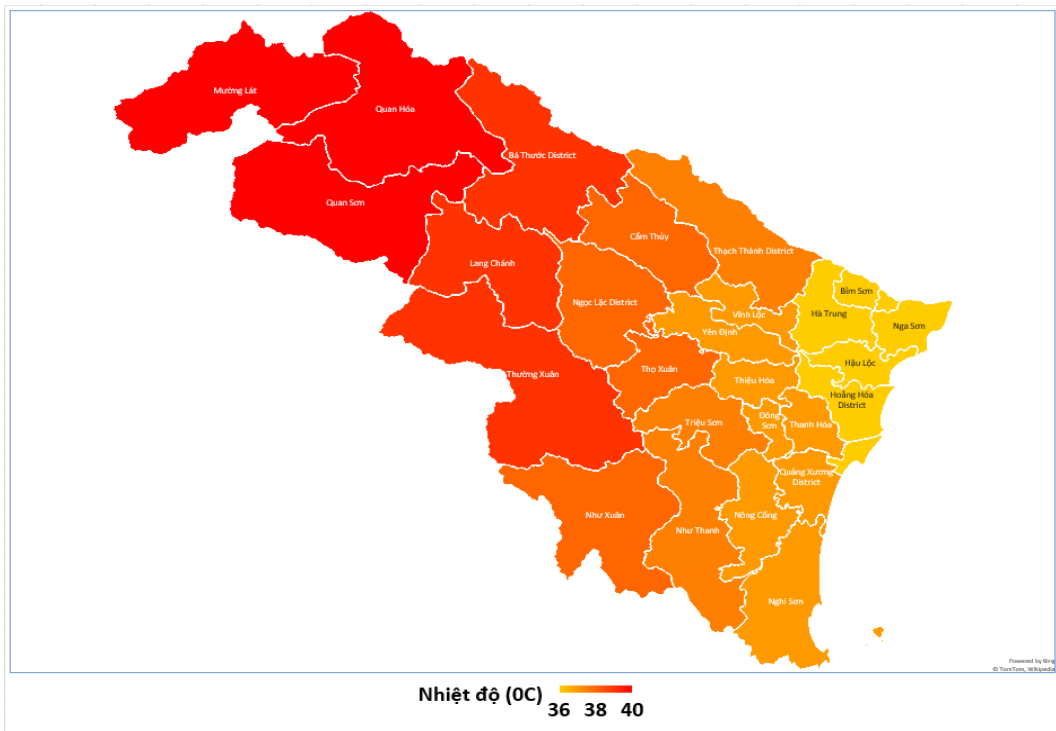 Mường Lát
Quan Hóa
Bá Thước District
Quan Sơn
Cẩm Thủy
Thạch Thành District
Lang Chánh
Bỉm Sơn
Ngọc Lặc District
Hà Trung
Vĩnh Lộc
Nga Sơn
Yên Định
Hậu Lộc
Thọ Xuân
Thường Xuân
Thiệu Hóa
Hoằng Hóa
District
Triệu Sơn
Đông
Sơn
Thanh Hóa
Quảng Xương
District
Như Xuân
Nông Cống
Như Thanh
Nghi Sơn
Powered by Bing
© TomTom, Wikipedia
Nhiệt độ (0C)
36 38 40